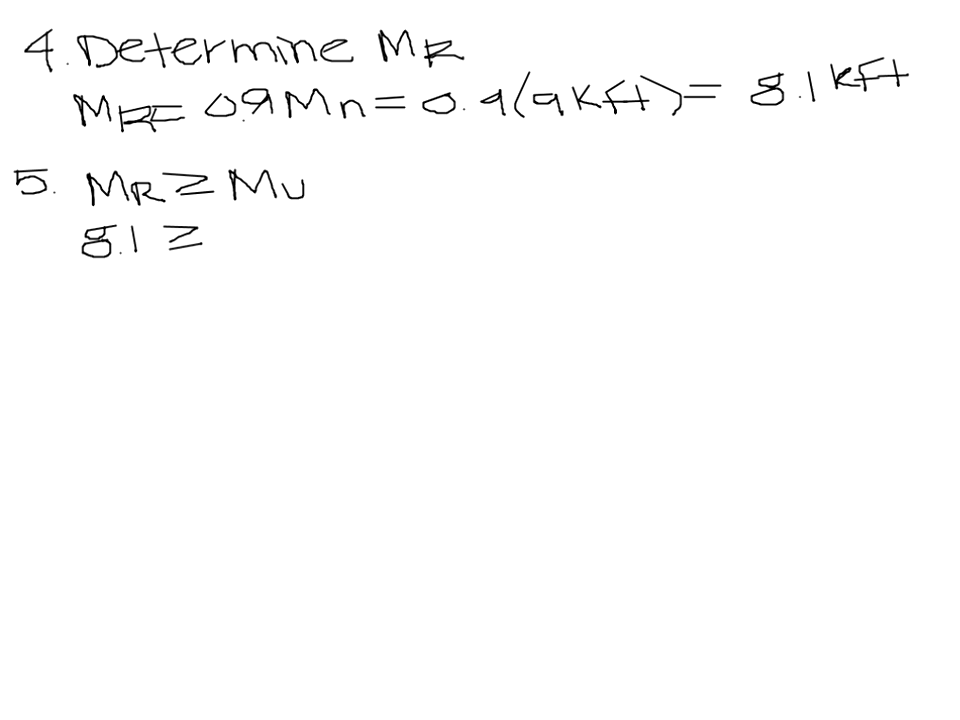 4. Determine MR
MR= 0.9Mn = 0.9(9kft) = 8.1 kft
5. MR ≥ Mu
8.1 ≥